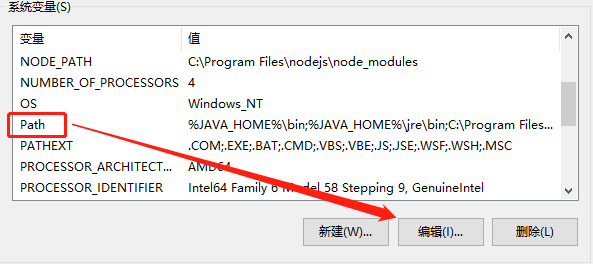 系统变量(S)
变量 值
NODE_PATH C:\Program Files\nodejs\node_modules
NUMBER_OF_PROCESSORS 4
OS Windows_NT
Path %JAVA_HOME%\bin;%JAVA_HOME%\jre\bin;C:\Program Files...
PATHEXT .COM;.EXE;.BAT;.CMD;.VBS;.VBE;.JS;.JSE;.WSF;.WSH;.MSC
PROCESSOR_ARCHITECT... AMD64
PROCESSOR_IDENTIFIER Intel64 Family 6 Model 58 Stepping 9, GenuineIntel
新建(W)... 编辑(I)... 删除(L)